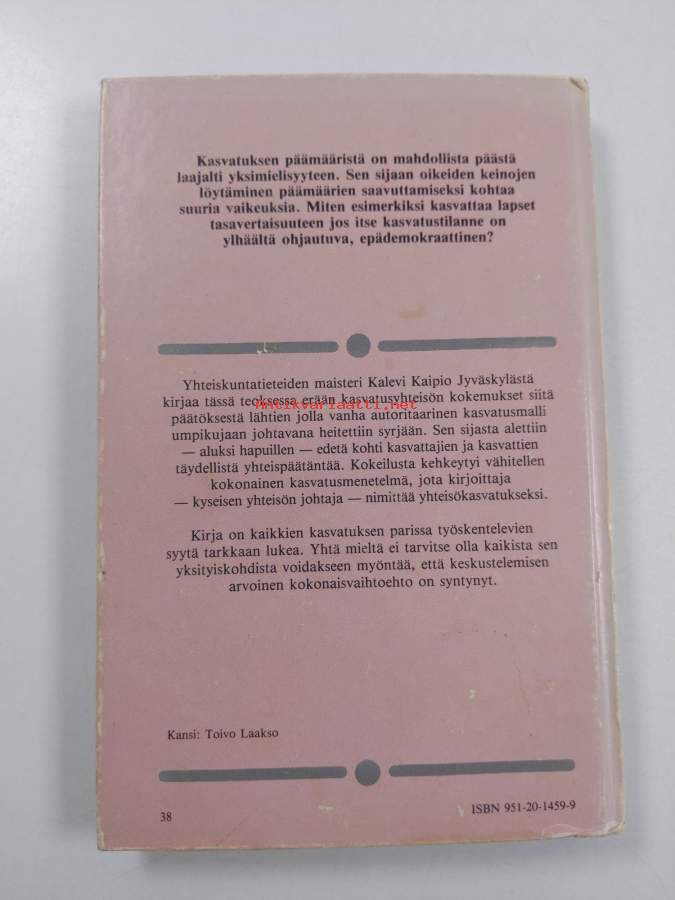 Kasvatuksen päämääristä on mahdollista päästä
laajalti yksimielisyyteen. Sen sijaan oikeiden keinojen
löytäminen päämäärien saavuttamiseksi kohtaa
suuria vaikeuksia. Miten esimerkiksi kasvattaa lapset
tasavertaisuuteen jos itse kasvatustilanne on
ylhäältä ohjautuva, epädemokraattinen?
Yhteiskuntatieteiden maisteri Kalevi Kaipio Jyväskylästä
kirjaa tässä teoksessa erään kasvatusyhteisön kokemukset siitä
Antikvariaatti.net
päätöksestä lähtien jolla vanha autoritaarinen kasvatusmalli
umpikujaan johtavana heitettiin syrjään. Sen sijasta alettiin
— aluksi hapuillen — edetä kohti kasvattajien ja kasvattien
täydellistä yhteispäätäntää. Kokeilusta kehkeytyi vähitellen
kokonainen kasvatusmenetelmä, jota kirjoittaja
— kyseisen yhteisön johtaja — nimittää yhteisökasvatukseksi.
Kirja on kaikkien kasvatuksen parissa työskentelevien
syytä tarkkaan lukea. Yhtä mieltä ei tarvitse olla kaikista sen
yksityiskohdista voidakseen myöntää, että keskustelemisen
arvoinen kokonaisvaihtoehto on syntynyt.
Kansi: Toivo Laakso
38
ISBN 951-20-1459-9